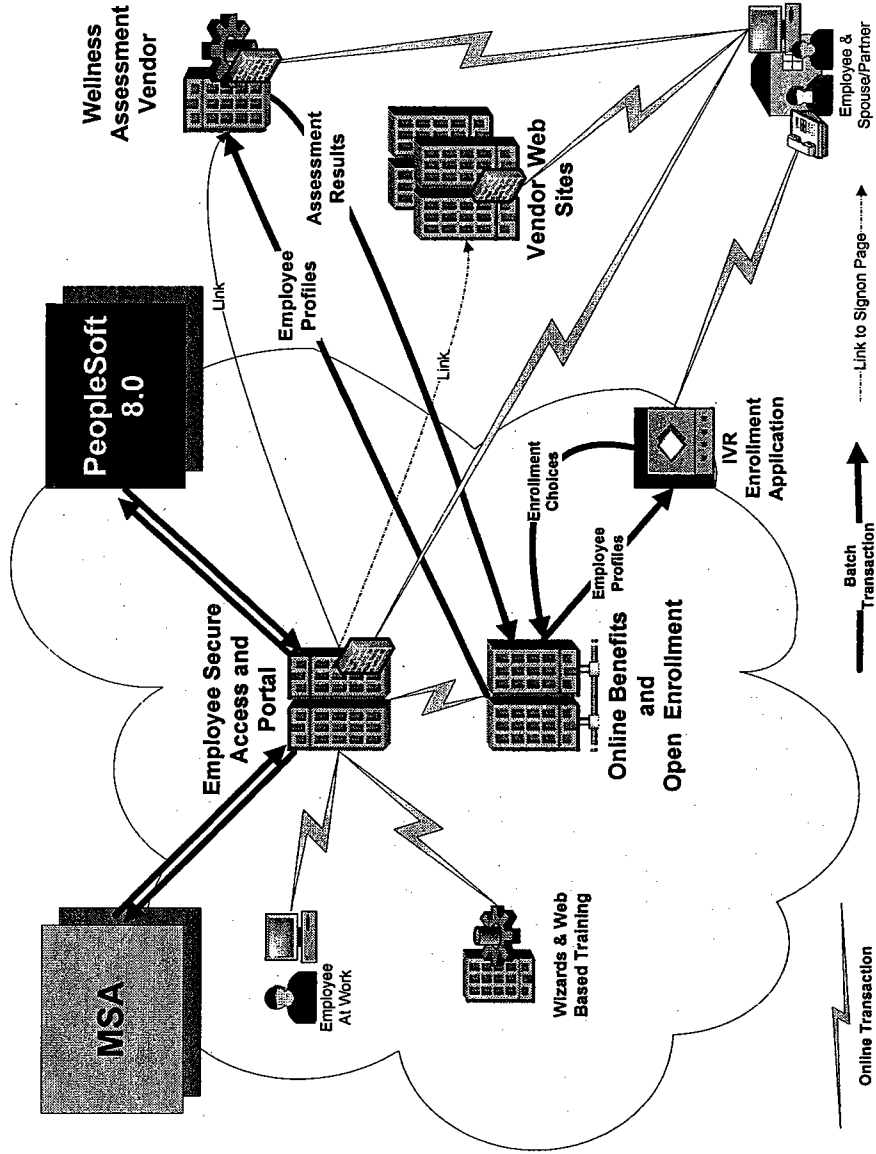 MSA
PeopleSoft
8.0
Wellness
Assessment
Vendor
Employee Secure
Access and
Portal
Link
Employee
Profiles
Assessment
Results
Employee
At Work
Link
Vendor Web
Sites
Wizards & Web
Based Training
Online Benefits
and
Open Enrollment
Enrollment
Choices
Employee
Profiles
IVR
Enrollment
Application
Employee &
Spouse/Partner
Online Transaction
Batch
Transaction
Link to Signon Page